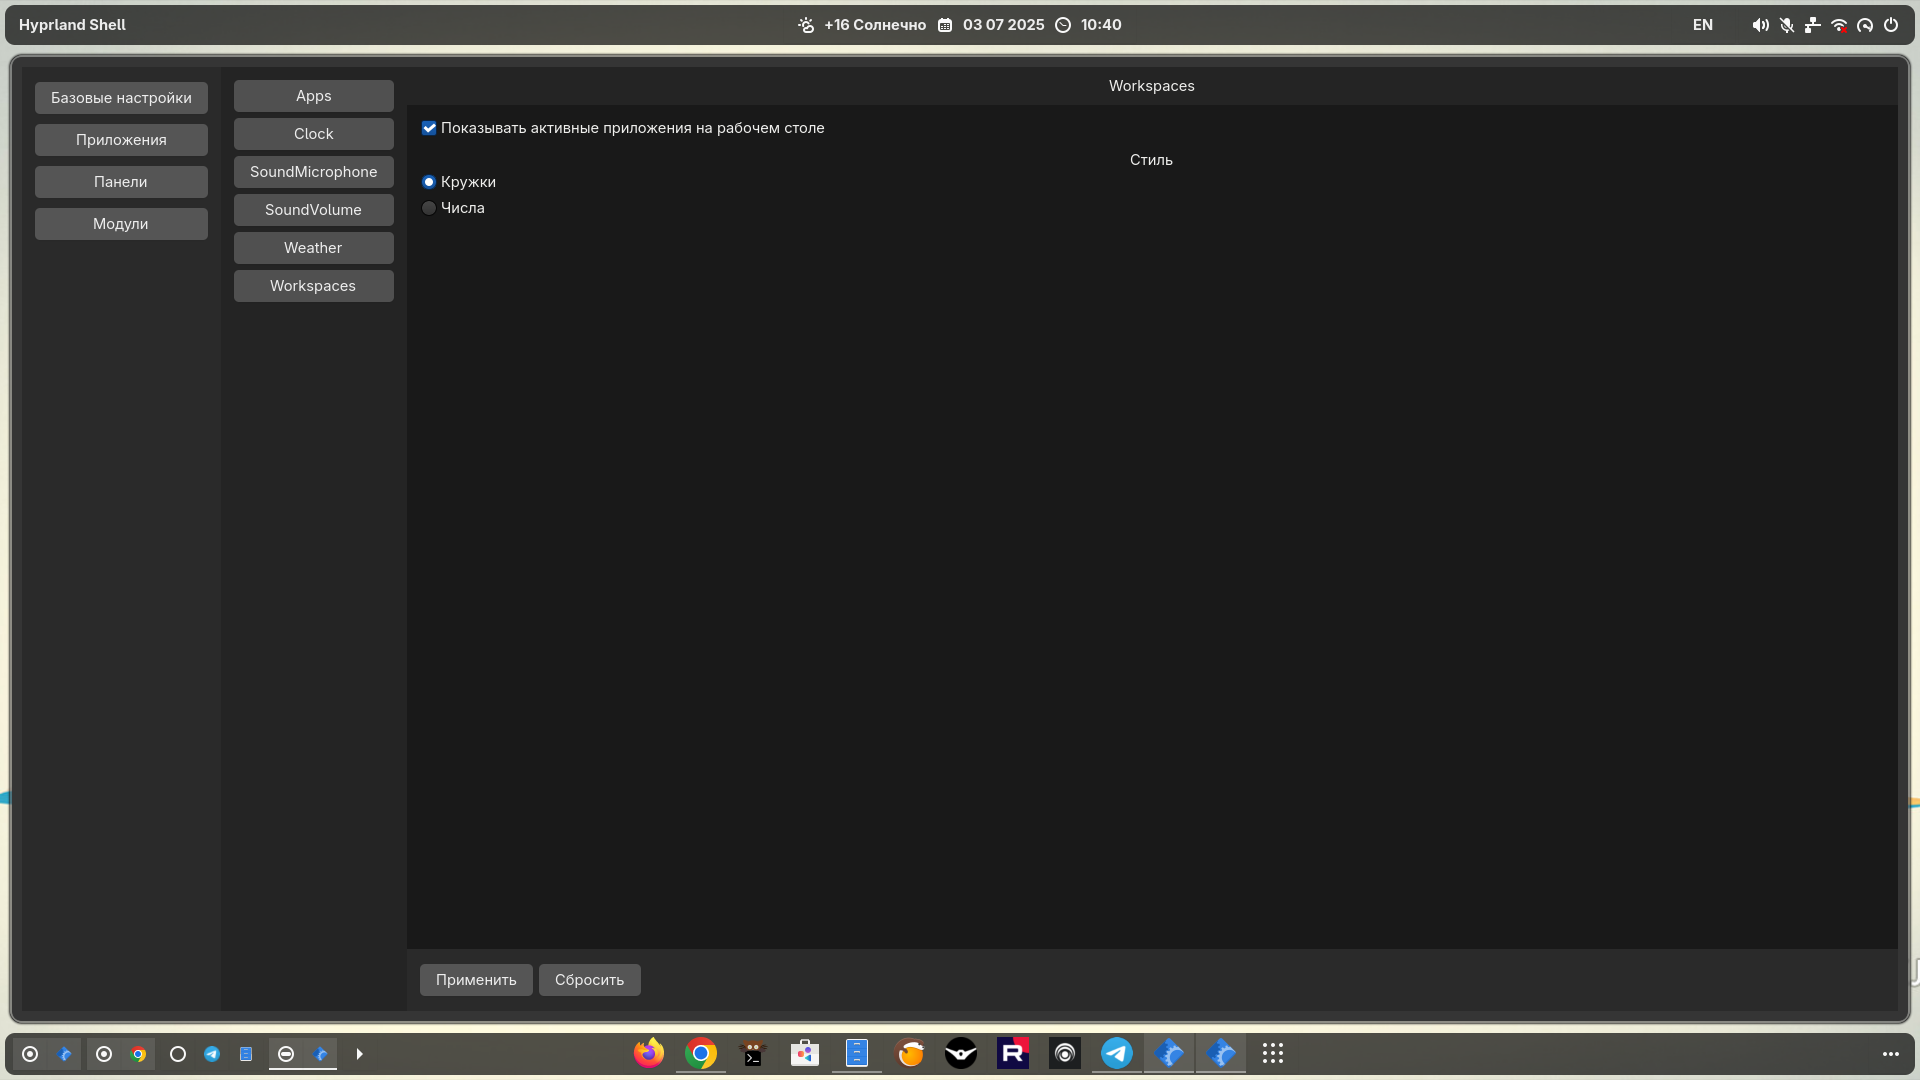 Hyprland Shell
+16 Солнечно 03 07 2025 10:40
EN
Базовые настройки
Приложения
Панели
Модули
Apps
Clock
SoundMicrophone
SoundVolume
Weather
Workspaces
Workspaces
Показывать активные приложения на рабочем столе
Стиль
Кружки
Числа
Применить
Сбросить